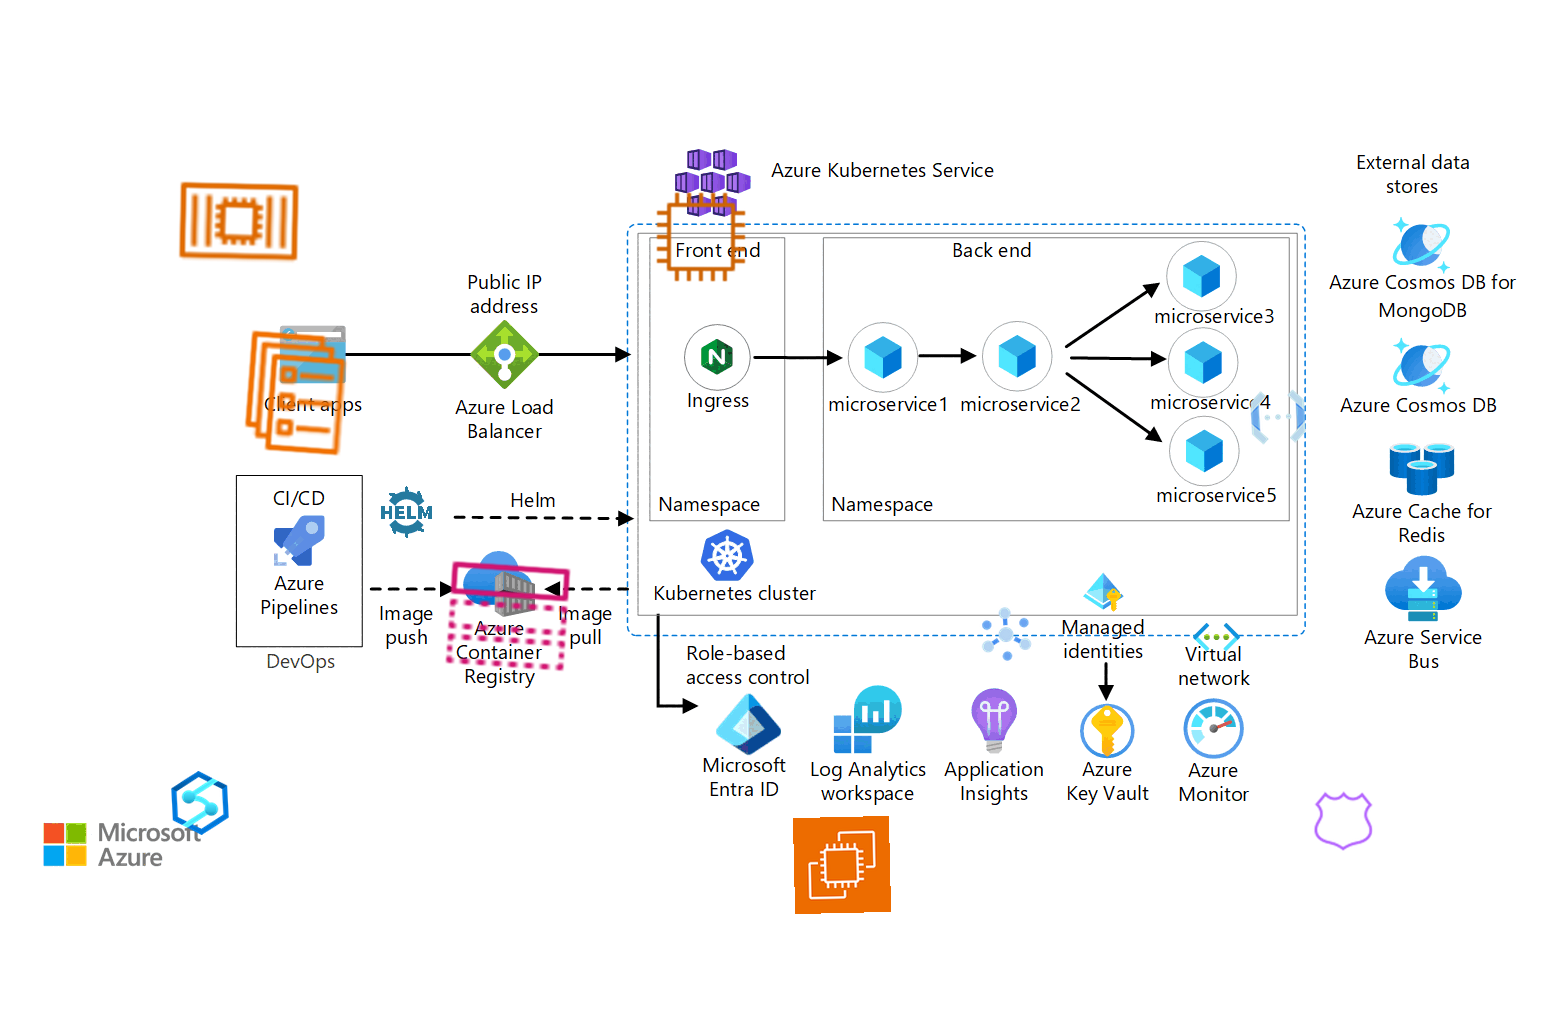 Azure Kubernetes Service
External data
stores
Front end
Back end
Public IP
address
Azure Cosmos DB for
MongoDB
microservice3
Client apps
Azure Load
Balancer
Ingress
microservice1
microservice2
microservice4
Azure Cosmos DB
CI/CD
HELM
Helm
Namespace
Namespace
microservice5
Azure Cache for
Redis
Azure
Pipelines
Image
push
Image
pull
Kubernetes cluster
Azure
Container
Registry
DevOps
Managed
identities
Virtual
network
Azure Service
Bus
Role-based
access control
Microsoft
Entra ID
Log Analytics
workspace
Application
Insights
Azure
Key Vault
Azure
Monitor
Microsoft
Azure